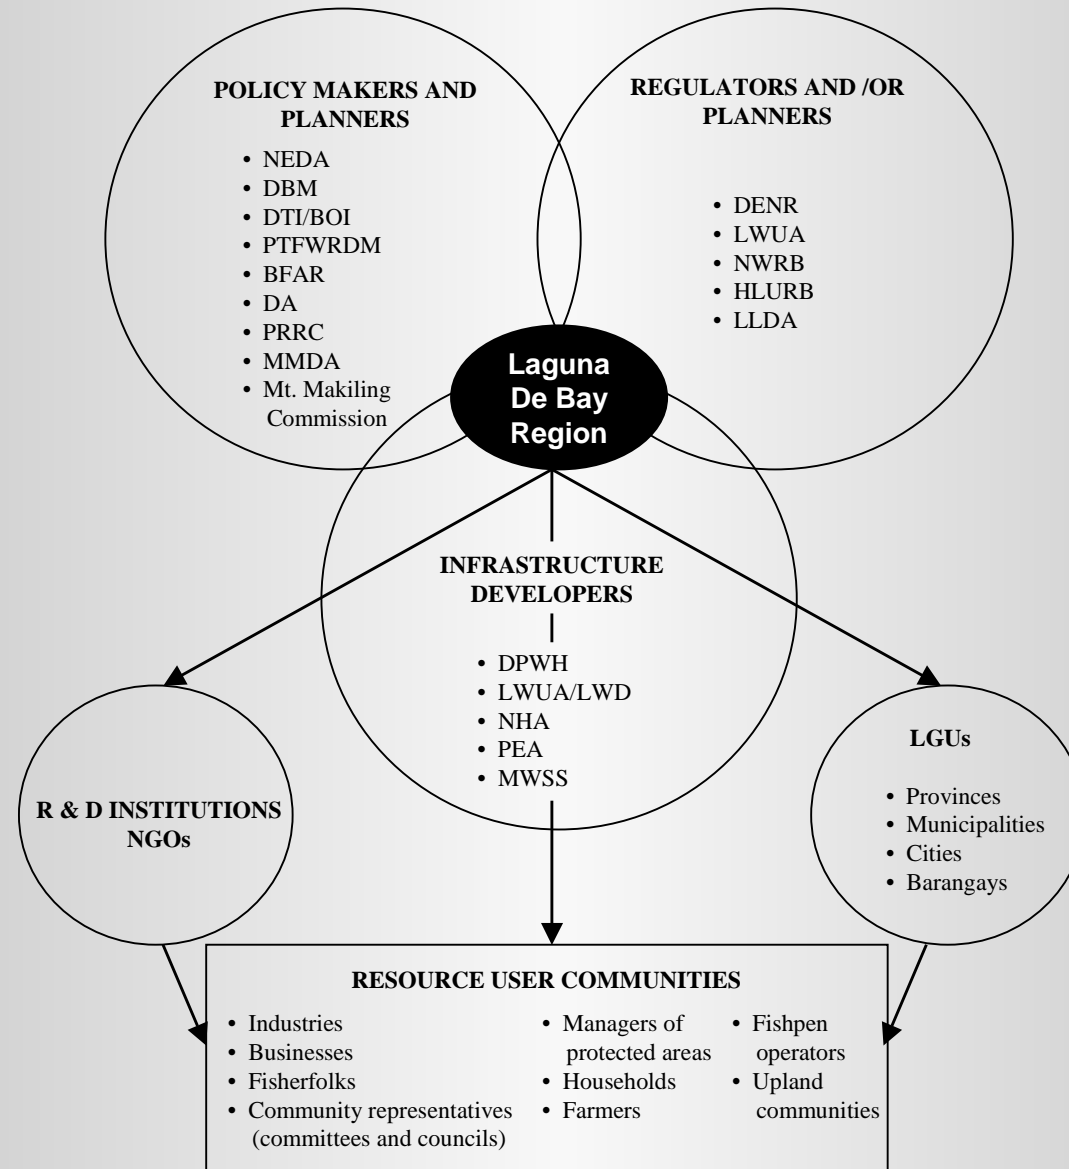 POLICY MAKERS AND
PLANNERS
• NEDA
• DBM
• DTI/BOI
• PTFWRDM
• BFAR
• DA
• PRRC
• MMDA
• Mt. Makiling
Commission
REGULATORS AND /OR
PLANNERS
• DENR
• LWUA
• NWRB
• HLURB
• LLDA
Laguna
De Bay
Region
INFRASTRUCTURE
DEVELOPERS
• DPWH
• LWUA/LWD
• NHA
• PEA
• MWSS
R & D INSTITUTIONS
NGOs
LGUs
• Provinces
• Municipalities
• Cities
• Barangays
RESOURCE USER COMMUNITIES
• Industries
• Businesses
• Fisherfolks
• Community representatives
(committees and councils)
• Managers of
protected areas
• Households
• Farmers
• Fishpen
operators
• Upland
communities